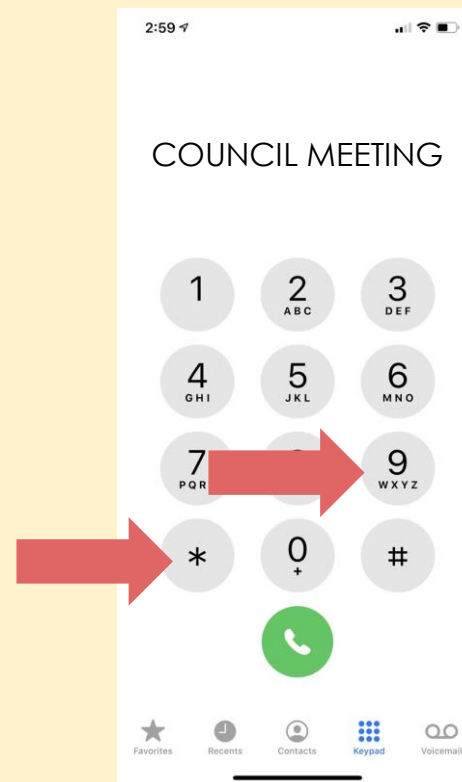 2:59
COUNCIL MEETING
1 2 3
ABC DEF
4 5 6
GHI JKL MNO
7 9
PQR WXYZ
* 0 #
+
Favorites Recents Contacts Keypad Voicemail